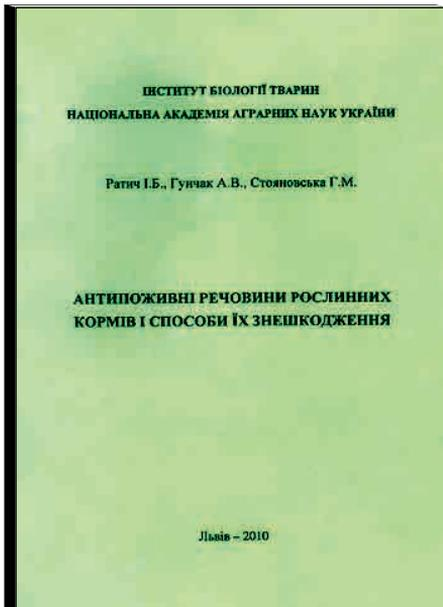 ІНСТИТУТ БІОЛОГІЇ ТВАРИН
НАЦІОНАЛЬНА АКАДЕМІЯ АГРАРНИХ НАУК УКРАЇНИ
Ратич І.Б., Гунчак А.В., Стояновська Г.М.
АНТИПОЖИВНІ РЕЧОВИНИ РОСЛИННИХ
КОРМІВ І СПОСОБИ ЇХ ЗНЕШКОДЖЕННЯ
Львів – 2010